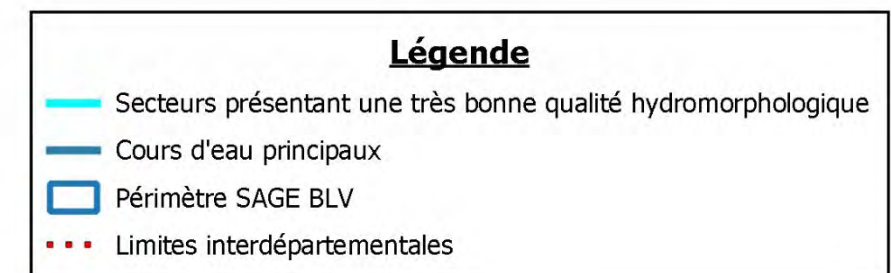 Légende
Secteurs présentant une très bonne qualité hydromorphologique
Cours d'eau principaux
Périmètre SAGE BLV
Limites interdépartementales